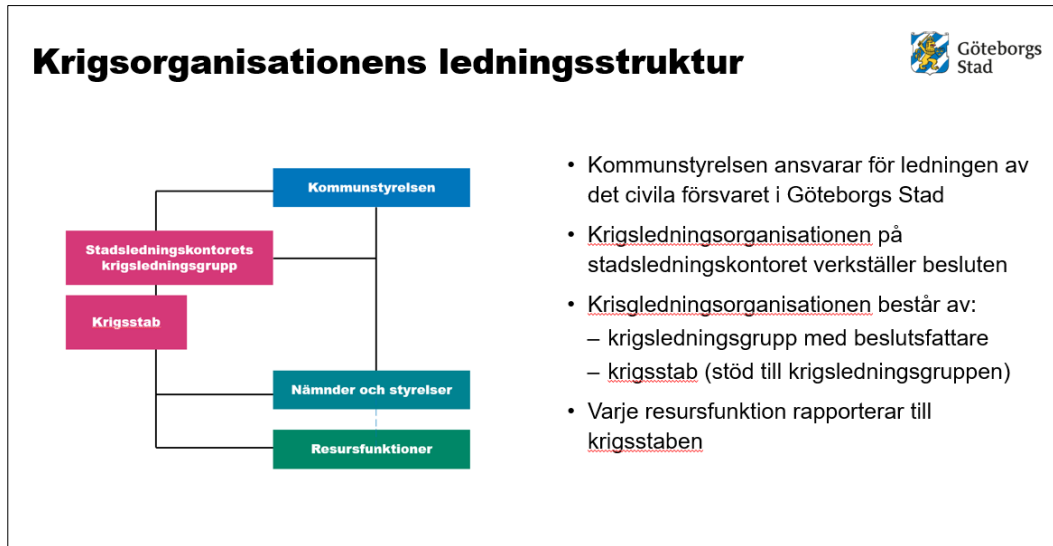 Krigsorganisationens ledningsstruktur
Göteborgs
Stad
Kommunstyrelsen
Stadsledningskontorets
krigsledningsgrupp
Krigsstab
Nämnder och styrelser
Resursfunktioner
• Kommunstyrelsen ansvarar för ledningen av
det civila försvaret i Göteborgs Stad
• Krigsledningsorganisationen på
stadsledningskontoret verkställer besluten
• Krisgledningsorganisationen består av:
– krigsledningsgrupp med beslutsfattare
– krigsstab (stöd till krigsledningsgruppen)
• Varje resursfunktion rapporterar till
krigsstaben